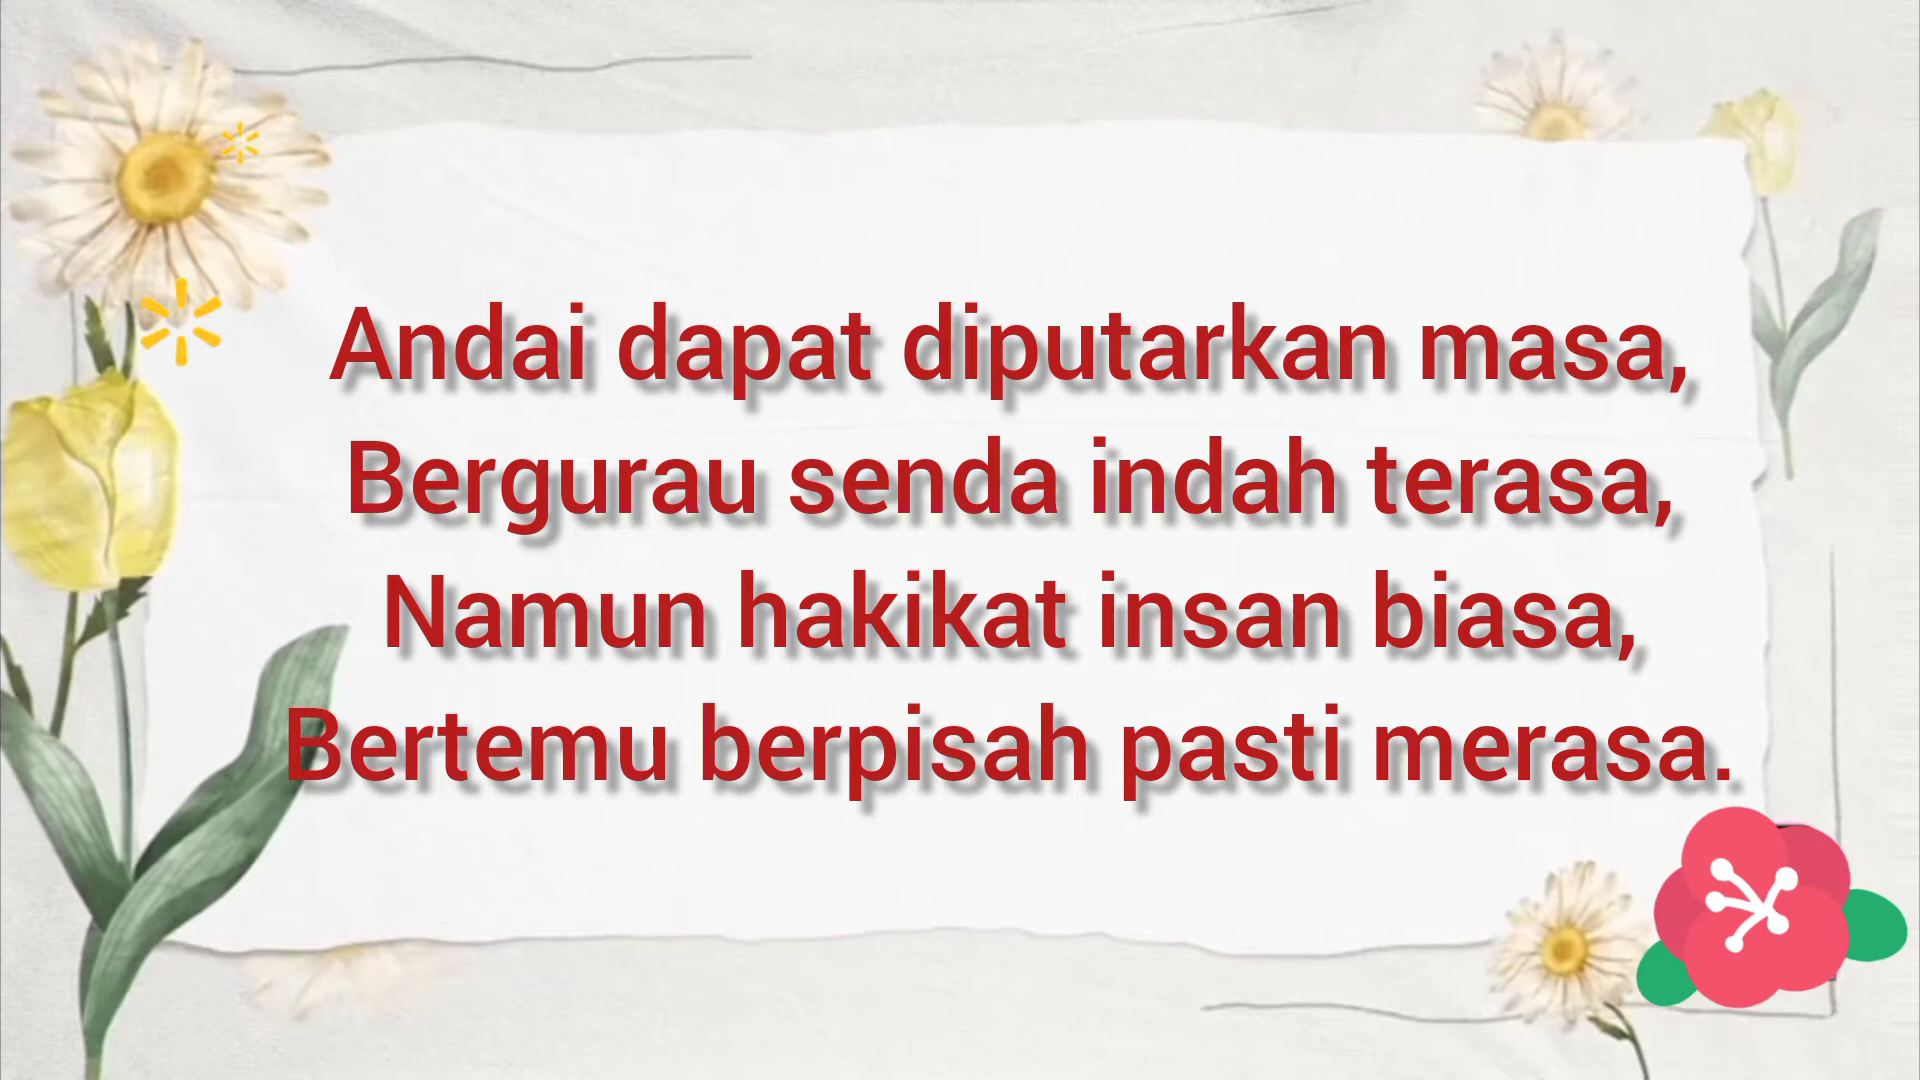 Andai dapat diputarkan masa,
Bergurau senda indah terasa,
Namun hakikat insan biasa,
Bertemu berpisah pasti merasa.